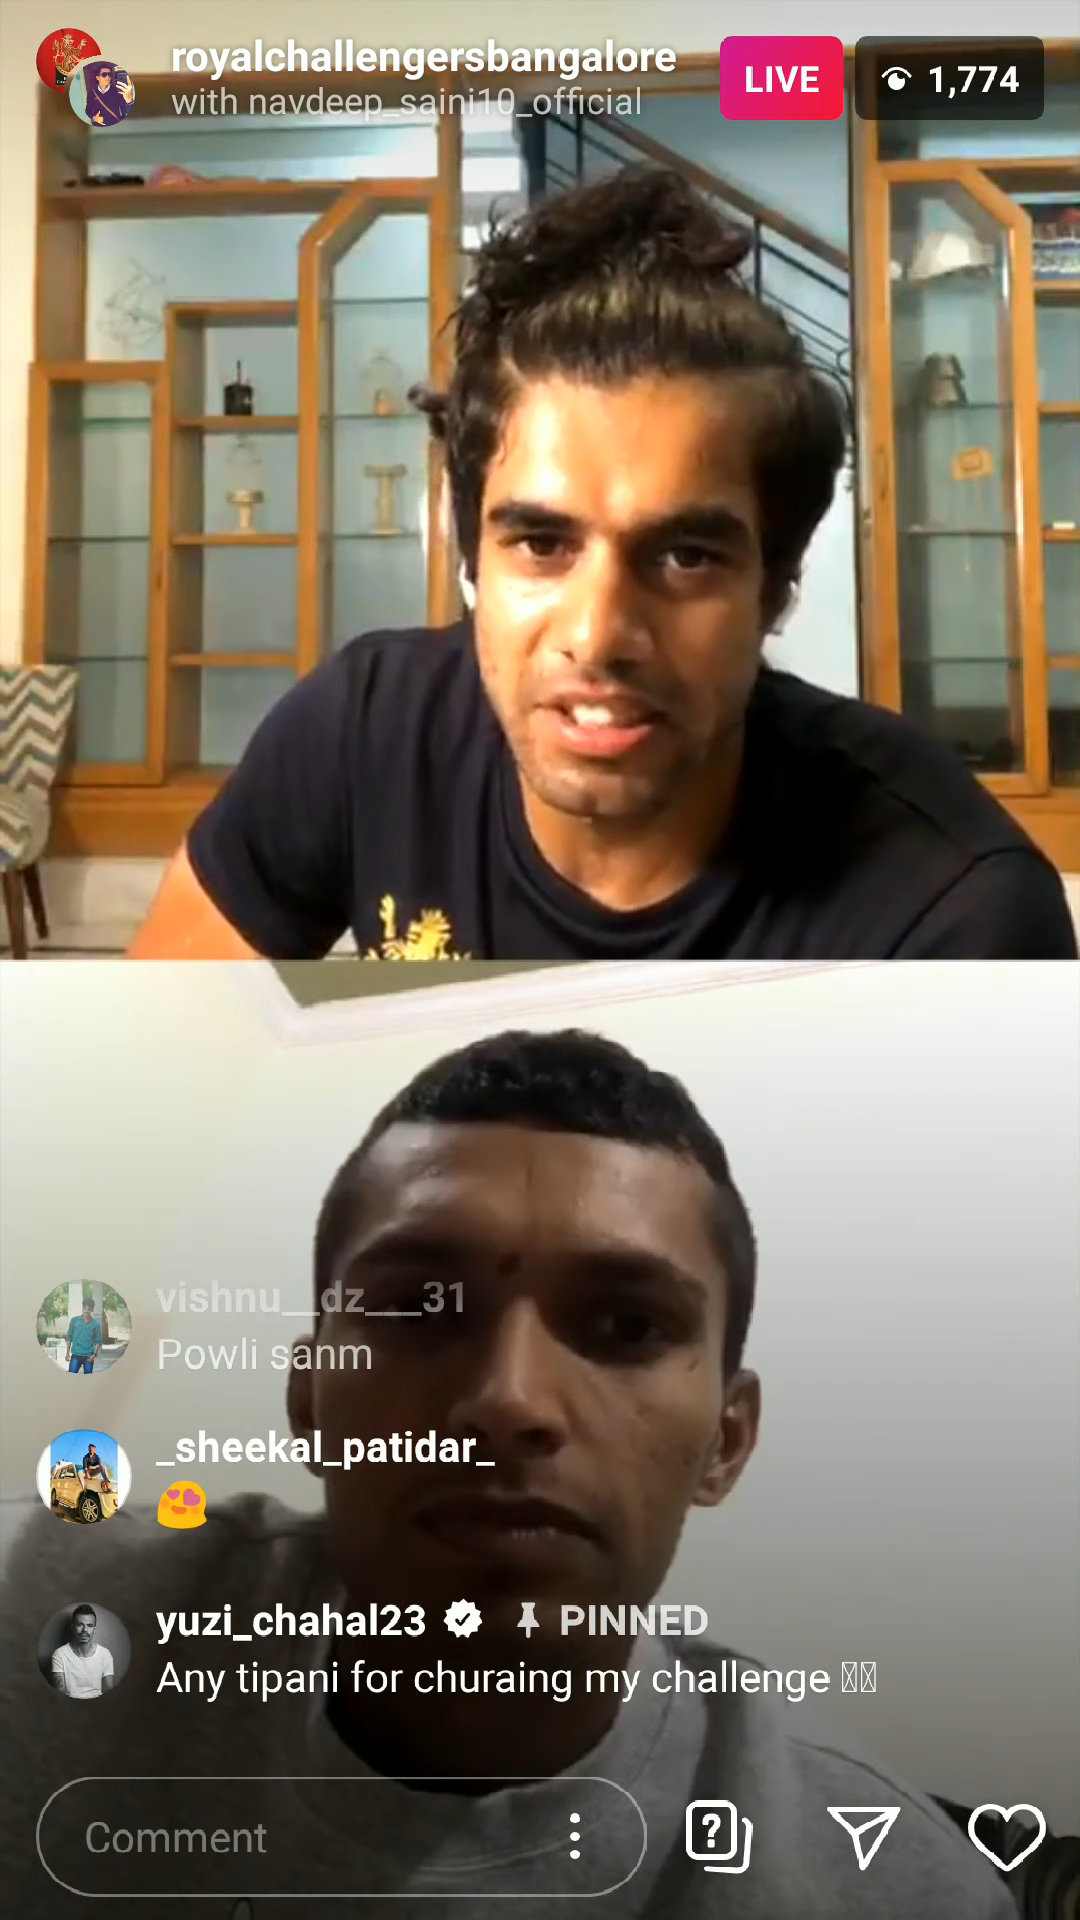 royalchallengersbangalore
with navdeep_saini10_official
LIVE
1,774
vishnu__dz___31
Powli sanm
_sheekal_patidar_
😍
yuzi_chahal23 PINNED
Any tipani for churaing my challenge
Comment